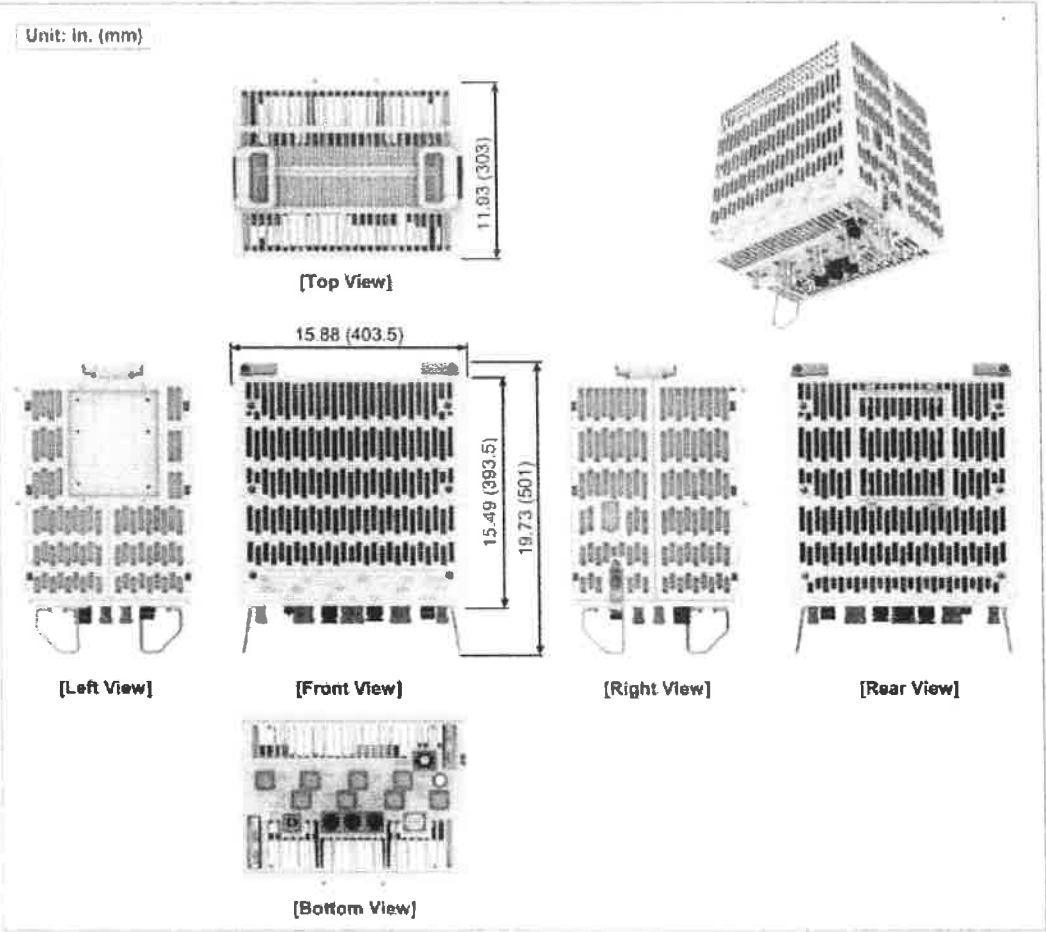 Unit: in. (mm)
11.93 (303)
[Top View]
15.88 (403.5)
15.49 (393.5)
19.73 (501)
[Left View]
[Front View]
[Right View]
[Rear View]
[Bottom View]